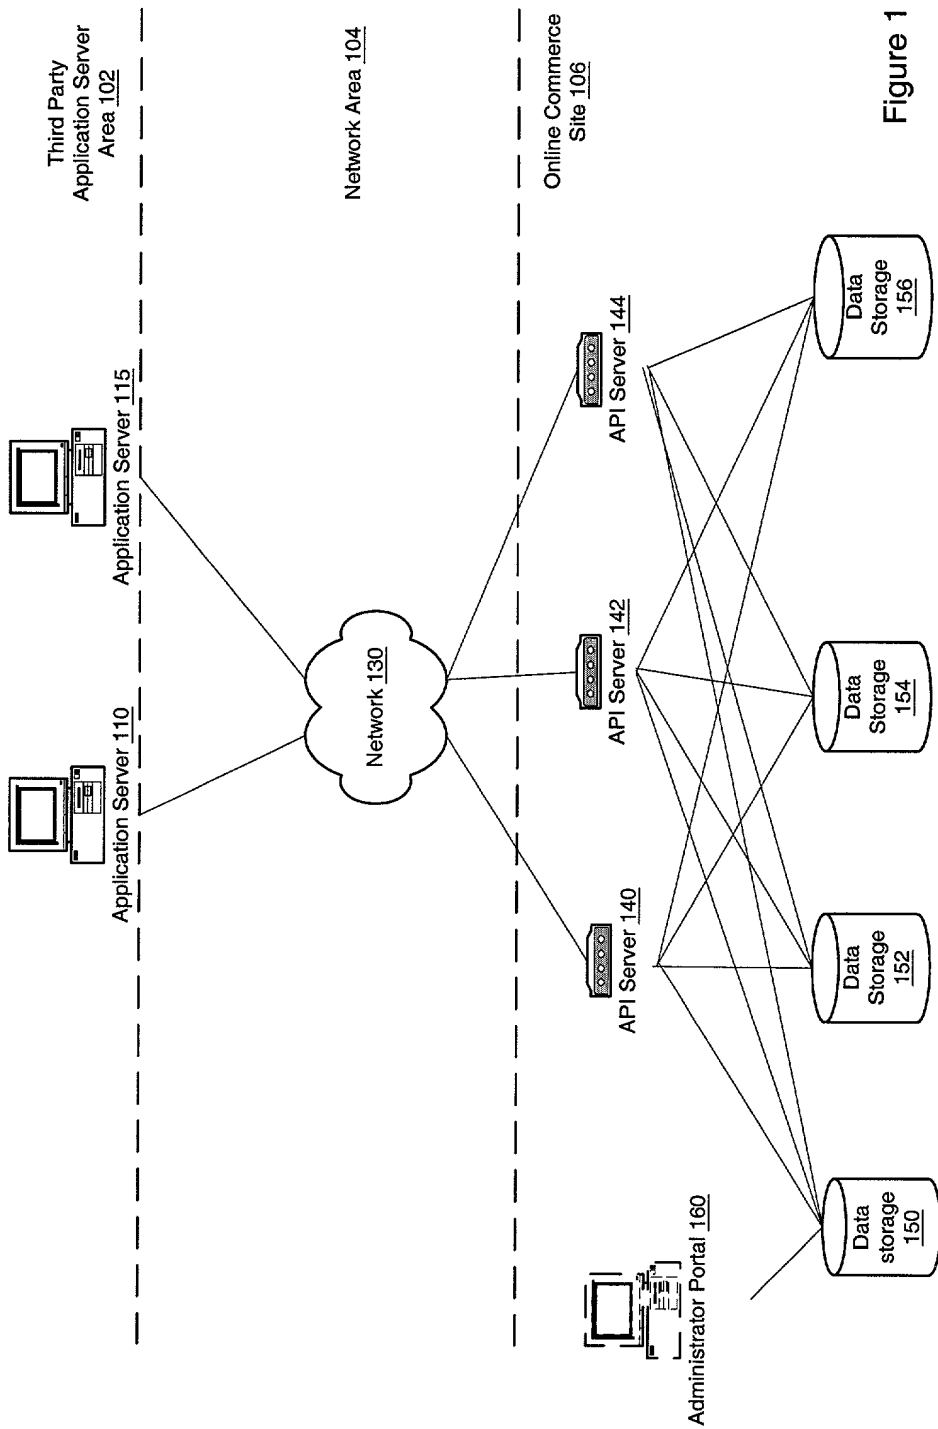 Third Party
Application Server
Area 102
Application Server 110
Application Server 115
Network Area 104
Network 130
Online Commerce
Site 106
API Server 140
API Server 142
API Server 144
Administrator Portal 160
Data
storage
150
Data
Storage
152
Data
Storage
154
Data
Storage
156
Figure 1